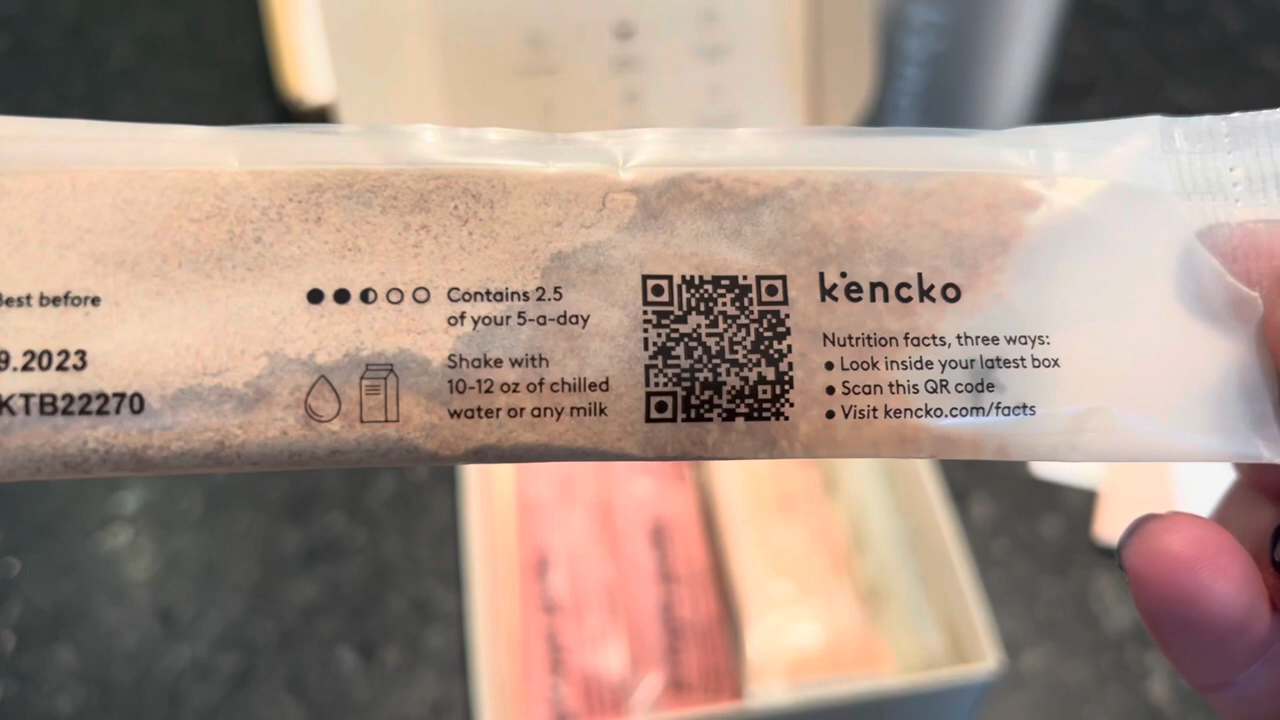 Best before
9.2023
KTB22270
Contains 2.5
of your 5-a-day
Shake with
10-12 oz of chilled
water or any milk
kencko
Nutrition facts, three ways:
• Look inside your latest box
• Scan this QR code
• Visit kencko.com/facts